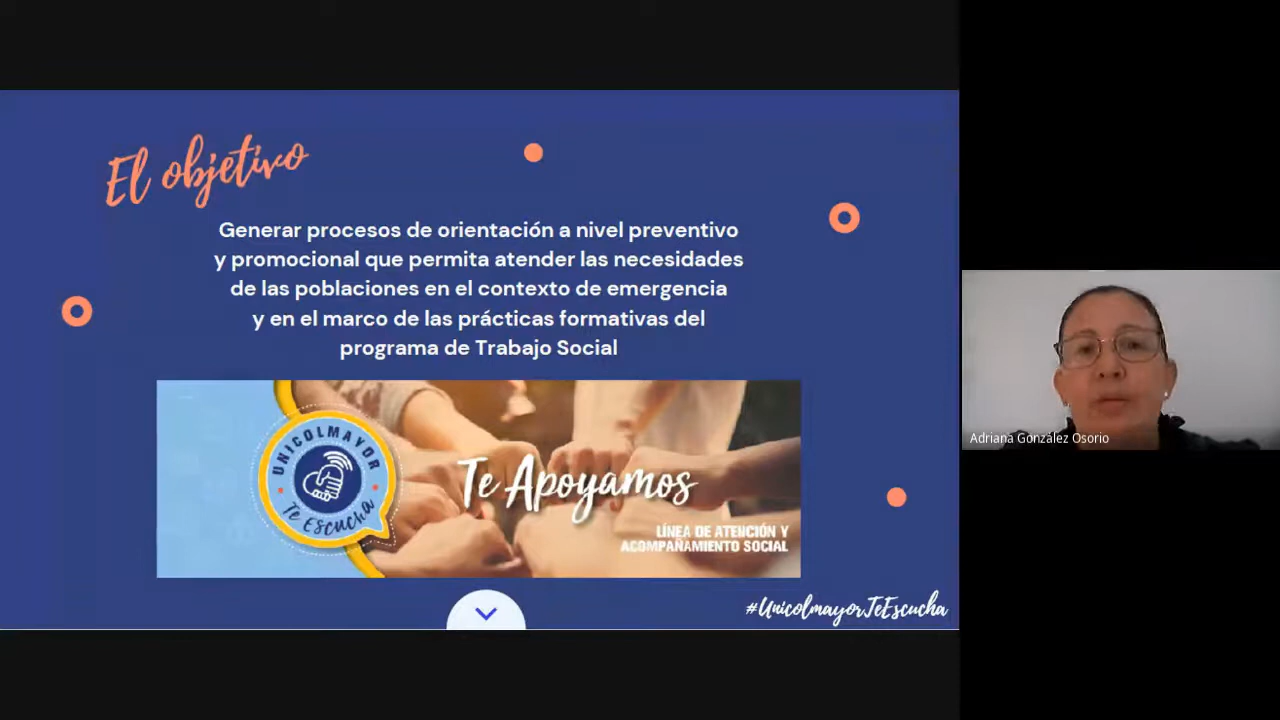 El objetivo
Generar procesos de orientación a nivel preventivo
y promocional que permita atender las necesidades
de las poblaciones en el contexto de emergencia
y en el marco de las prácticas formativas del
programa de Trabajo Social
UNICOLMAYOR
Te Escucha
Te Apoyamos
LÍNEA DE ATENCIÓN Y
ACOMPAÑAMIENTO SOCIAL
#UnicolmayorTeEscucha
Adriana González Osorio